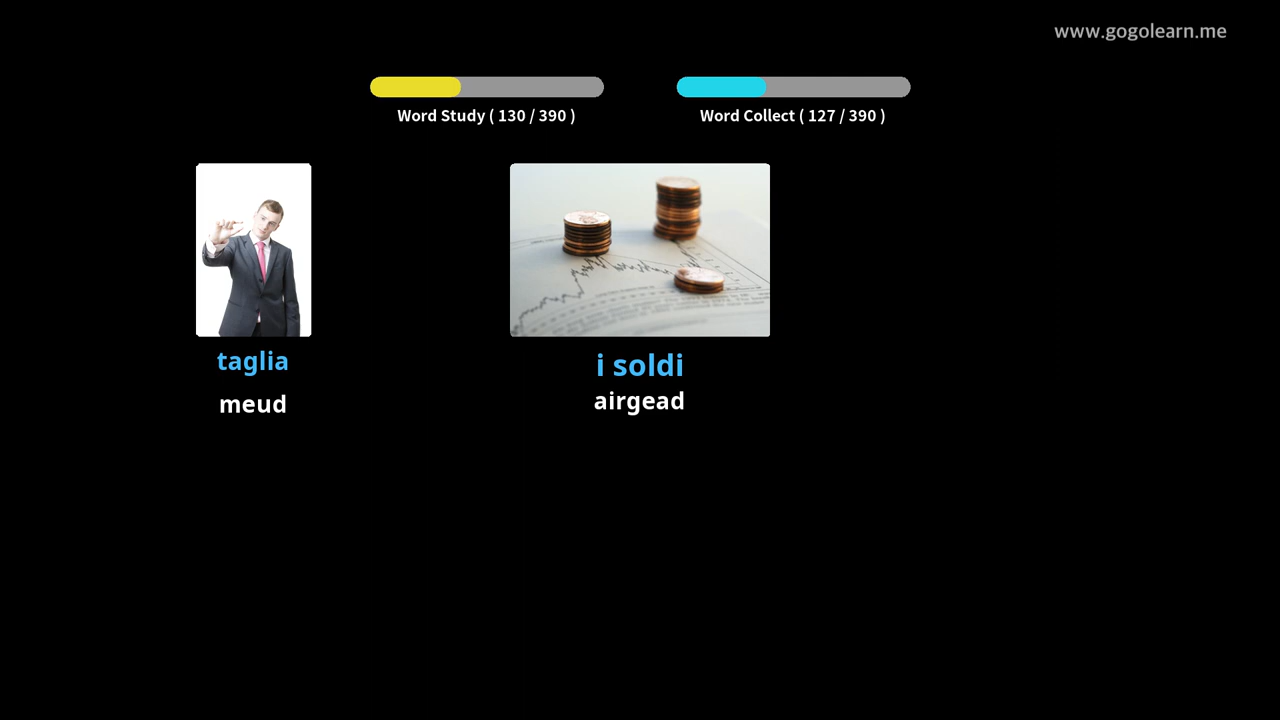 www.gogolearn.me
Word Study ( 130 / 390 )
Word Collect ( 127 / 390 )
taglia
meud
i soldi
airgead